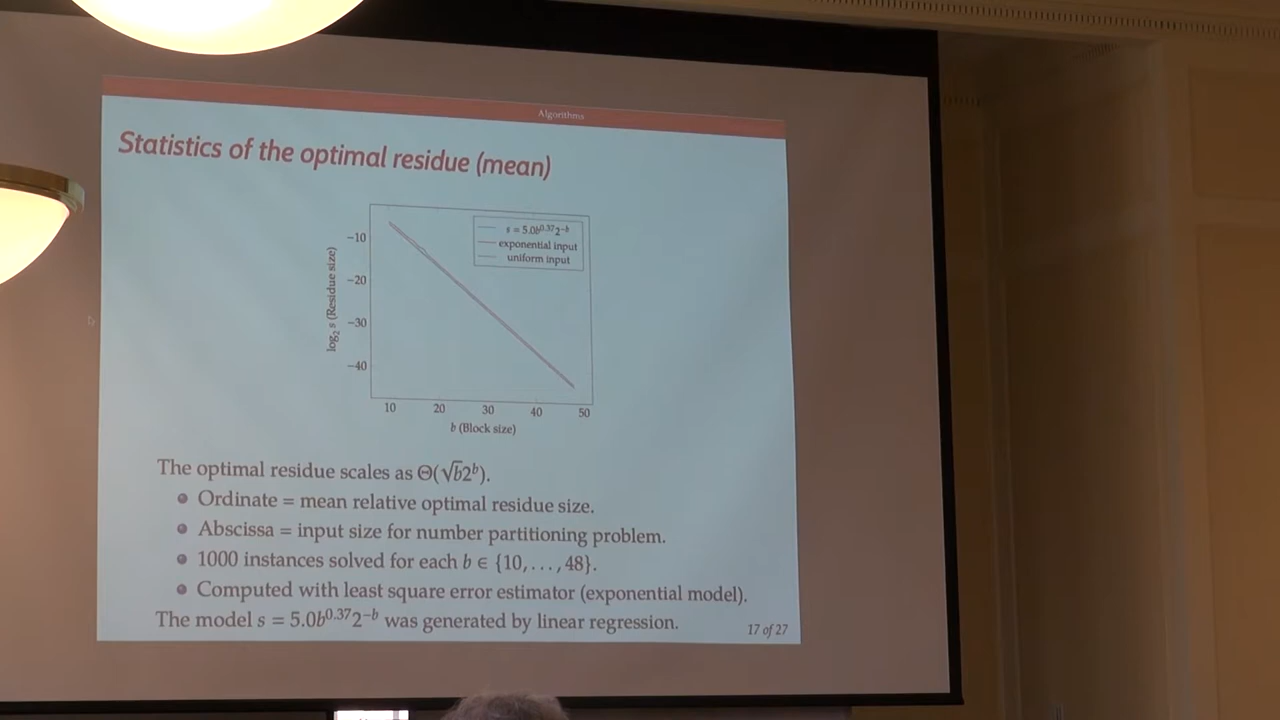 Algorithms
Statistics of the optimal residue (mean)
s = 5.0b^0.37 2^−b
exponential input
uniform input
−10
−20
−30
−40
log₂ s (Residue size)
10 20 30 40 50
b (Block size)
The optimal residue scales as Θ(√b2^b).
Ordinate = mean relative optimal residue size.
Abscissa = input size for number partitioning problem.
1000 instances solved for each b ∈ {10, . . . , 48}.
Computed with least square error estimator (exponential model).
The model s = 5.0b^0.37 2^−b was generated by linear regression.
17 of 27